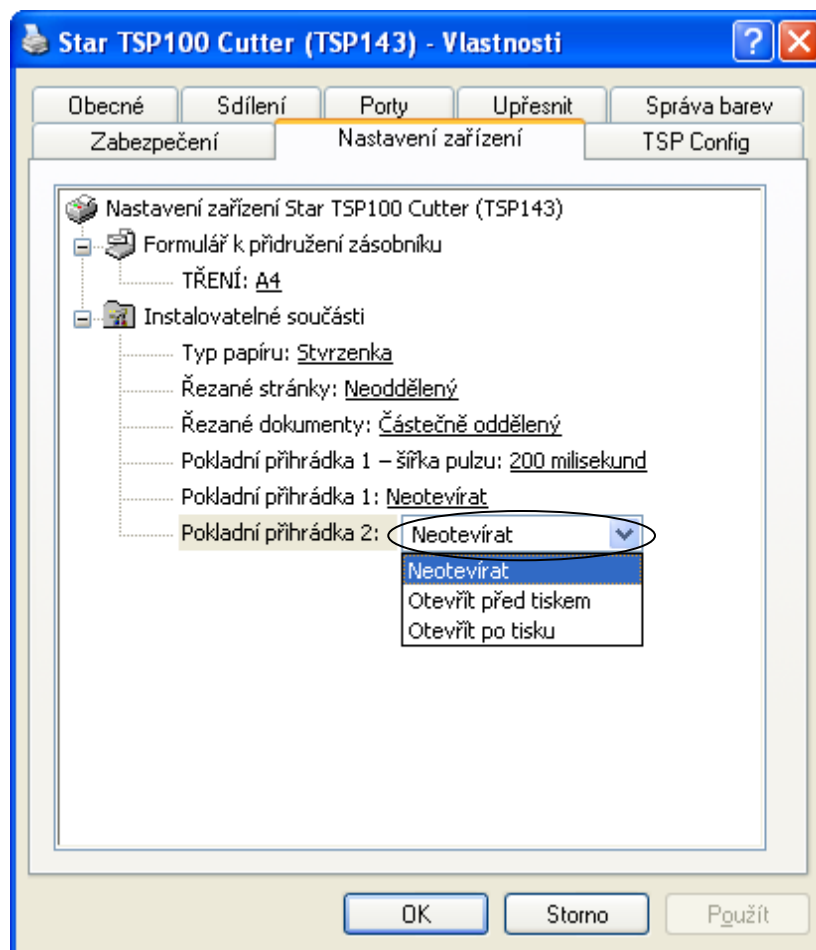 Star TSP100 Cutter (TSP143) - Vlastnosti
Obecné Sdílení Porty Upřesnit Správa barev
Zabezpečení Nastavení zařízení TSP Config
Nastavení zařízení Star TSP100 Cutter (TSP143)
Formulář k přidružení zásobníku
TŘENÍ: A4
Instalovatelné součásti
Typ papíru: Stvrzenka
Řezané stránky: Neoddělený
Řezané dokumenty: Částečně oddělený
Pokladní přihrádka 1 – šířka pulzu: 200 milisekund
Pokladní přihrádka 1: Neotevírat
Pokladní přihrádka 2: Neotevírat
Neotevírat
Otevřít před tiskem
Otevřít po tisku
OK Storno Použít